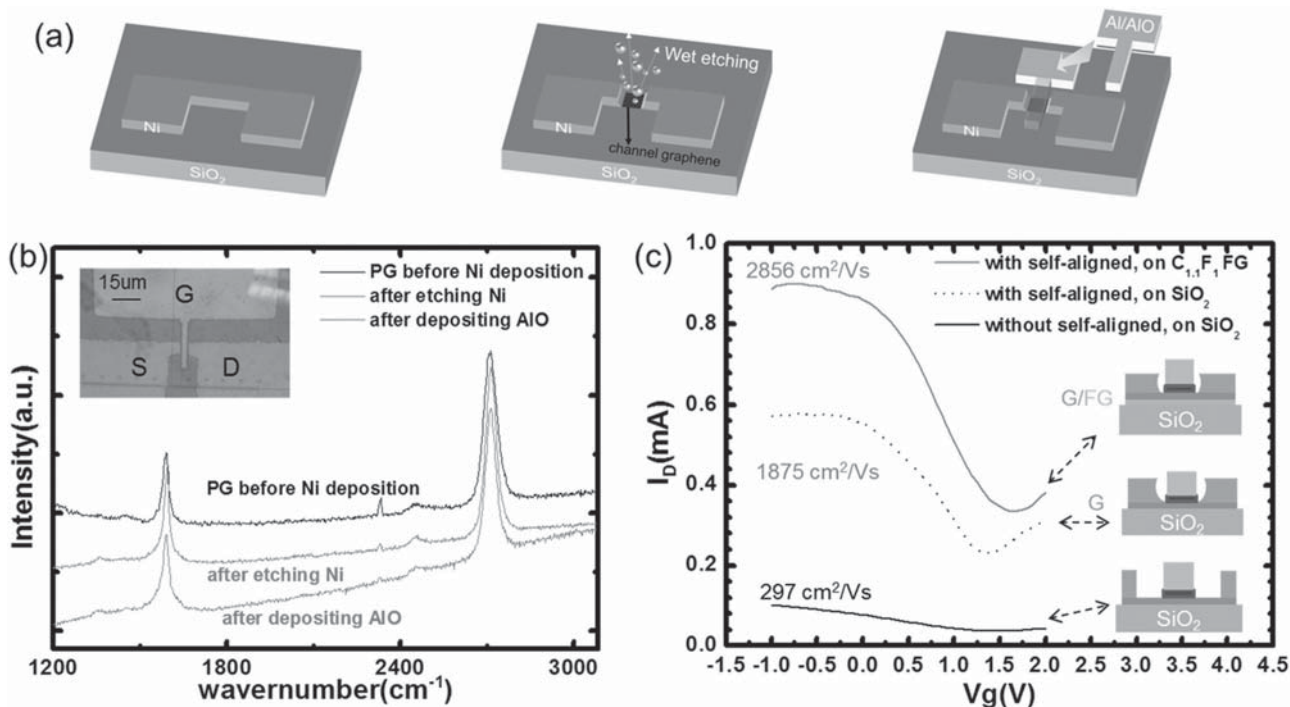 (a)
Ni
SiO₂
Wet etching
Ni
channel graphene
SiO₂
Al/AlO
Ni
SiO₂
(b)
15um
G
S
D
PG before Ni deposition
after etching Ni
after depositing AlO
PG before Ni deposition
after etching Ni
after depositing AlO
Intensity(a.u.)
1200 1800 2400 3000
wavernumber(cm⁻¹)
(c)
2856 cm²/Vs
with self-aligned, on C₁.₁F₁ FG
with self-aligned, on SiO₂
without self-aligned, on SiO₂
1875 cm²/Vs
297 cm²/Vs
G/FG
SiO₂
G
SiO₂
SiO₂
I_D(mA)
1.0
0.8
0.6
0.4
0.2
0.0
-1.5 -1.0 -0.5 0.0 0.5 1.0 1.5 2.0 2.5 3.0 3.5 4.0 4.5
Vg(V)